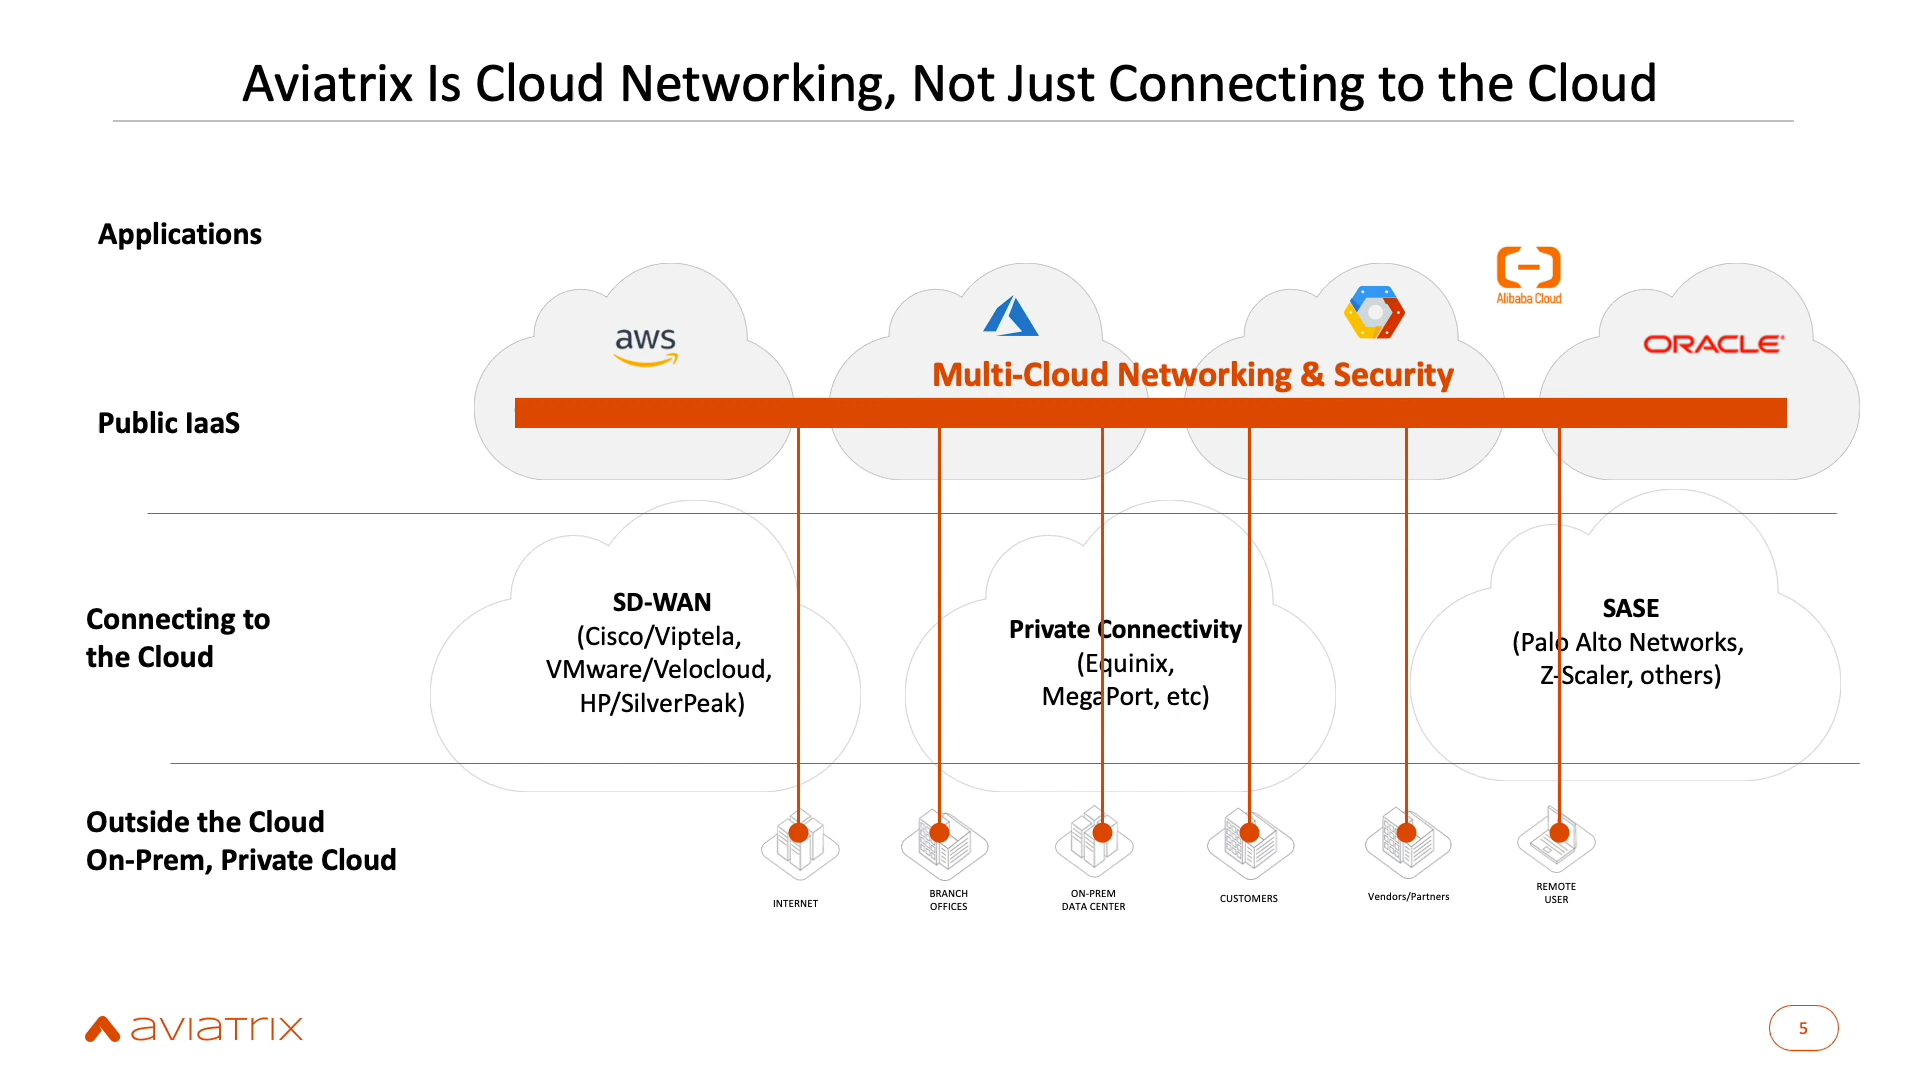 Aviatrix Is Cloud Networking, Not Just Connecting to the Cloud
Applications
aws
Alibaba Cloud
ORACLE®
Multi-Cloud Networking & Security
Public IaaS
Connecting to
the Cloud
SD-WAN
(Cisco/Viptela,
VMware/Velocloud,
HP/SilverPeak)
Private Connectivity
(Equinix,
MegaPort, etc)
SASE
(Palo Alto Networks,
Z-Scaler, others)
Outside the Cloud
On-Prem, Private Cloud
INTERNET
BRANCH
OFFICES
ON-PREM
DATA CENTER
CUSTOMERS
Vendors/Partners
REMOTE
USER
aviatrix
5